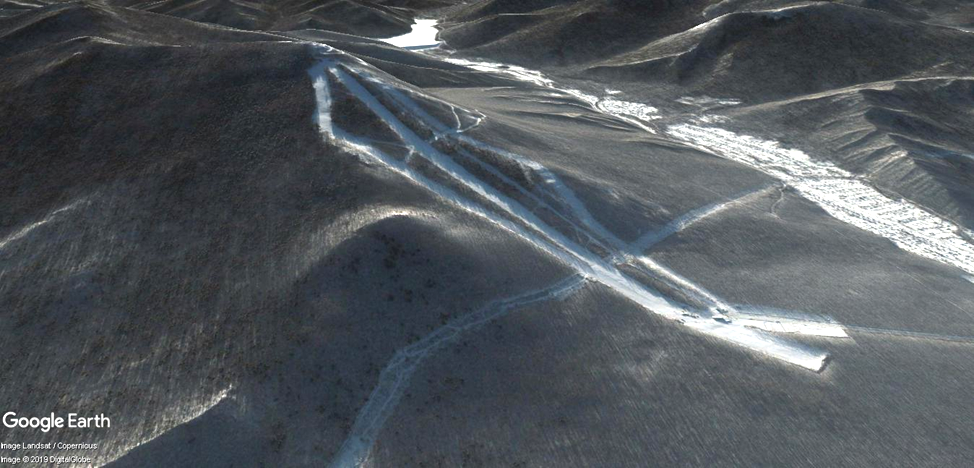 Google Earth
Image Landsat / Copernicus
Image © 2019 DigitalGlobe